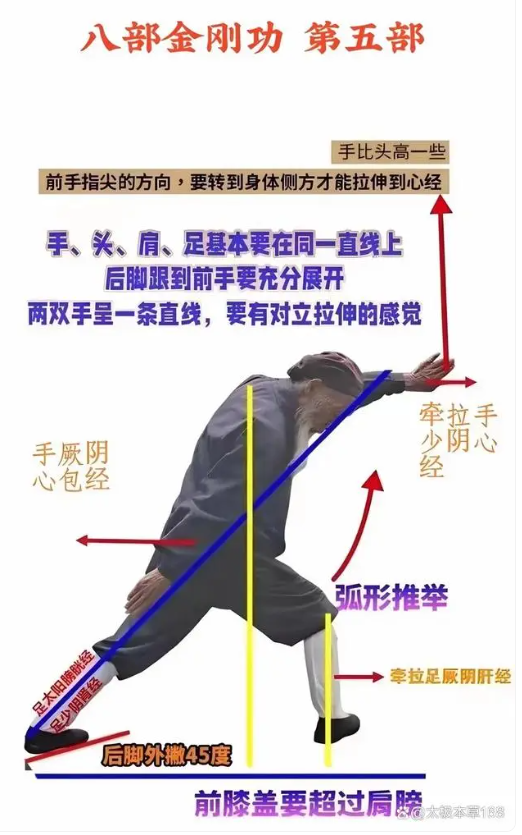 八部金刚功 第五部
手比头高一些
前手指尖的方向，要转到身体侧方才能拉伸到心经
手、头、肩、足基本要在同一直线上
后脚跟到前手要充分展开
两双手呈一条直线，要有对立拉伸的感觉
牵拉手
少阴心
经
手厥阴
心包经
弧形推举
牵拉足厥阴肝经
足太阳膀胱经
足少阴肾经
后脚外撇45度
前膝盖要超过肩膀